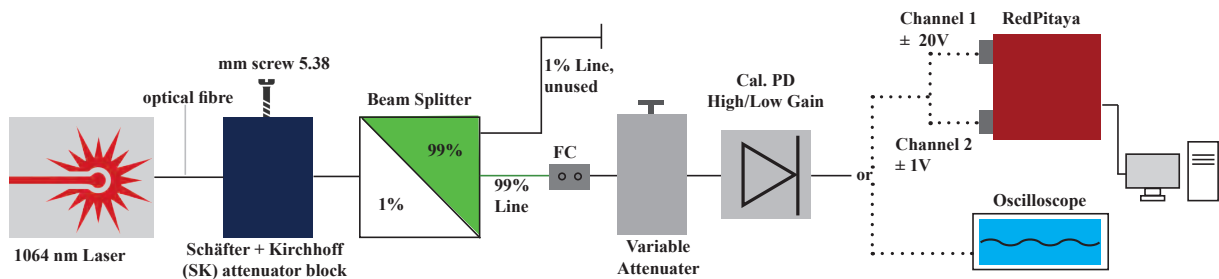 1064 nm Laser
optical fibre
mm screw 5.38
Schäfter + Kirchhoff
(SK) attenuator block
Beam Splitter
99%
1%
1% Line,
unused
99%
Line
FC
Variable
Attenuater
Cal. PD
High/Low Gain
or
Channel 1
± 20V
RedPitaya
Channel 2
± 1V
Oscilloscope